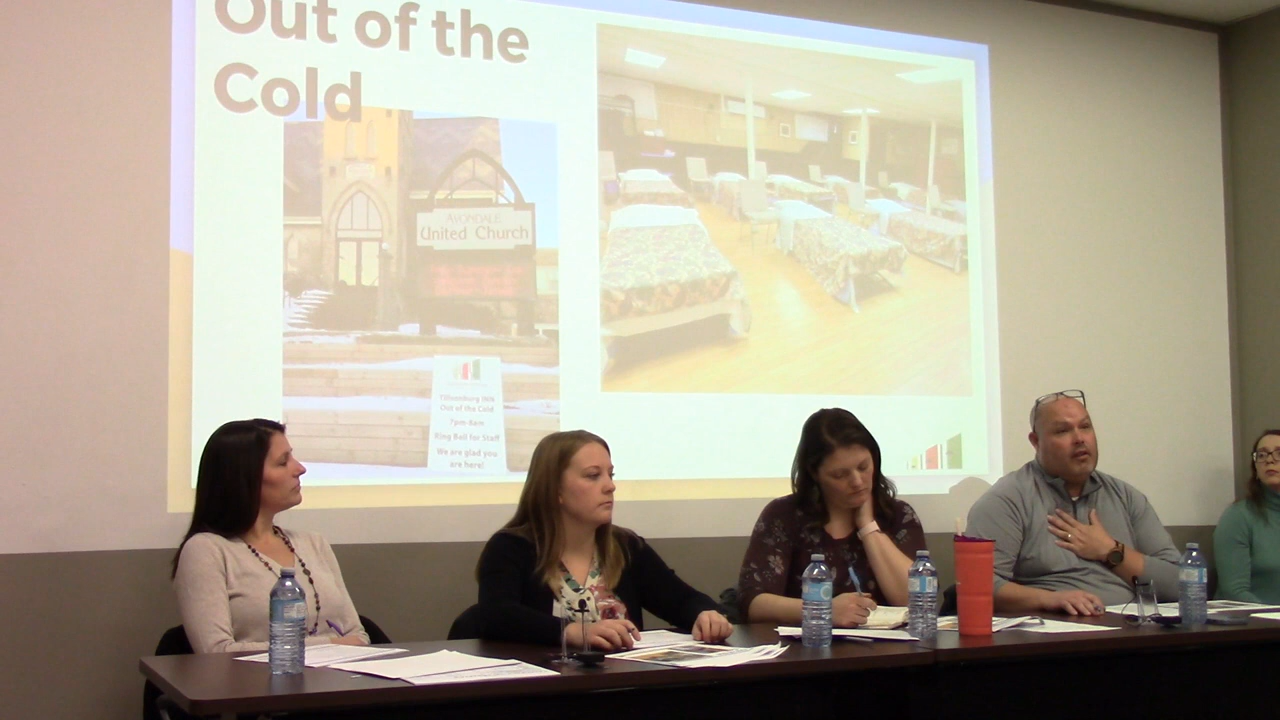 Out of the
Cold
AVONDALE
United Church
Tillsonburg INN
Out of the Cold
7pm-8am
Ring Bell for Staff
We are glad you
are here!